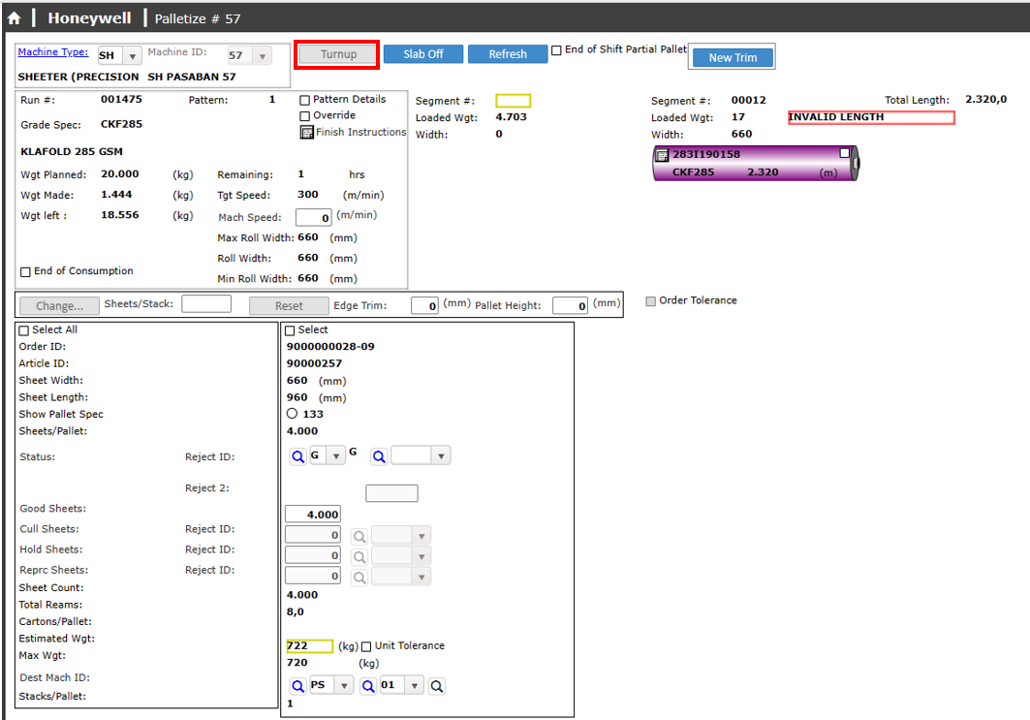 Honeywell Palletize # 57
Machine Type: SH Machine ID: 57 Turnup Slab Off Refresh End of Shift Partial Pallet New Trim
SHEETER (PRECISION SH PASABAN 57
Run #: 001475 Pattern: 1 Pattern Details
Override
Grade Spec: CKF285 Finish Instructions
KLAFOLD 285 GSM
Wgt Planned: 20.000 (kg) Remaining: 1 hrs
Wgt Made: 1.444 (kg) Tgt Speed: 300 (m/min)
Wgt left : 18.556 (kg) Mach Speed: 0 (m/min)
Max Roll Width: 660 (mm)
Roll Width: 660 (mm)
End of Consumption
Min Roll Width: 660 (mm)
Segment #:
Loaded Wgt: 4.703
Width: 0
Segment #: 00012 Total Length: 2.320,0
Loaded Wgt: 17 INVALID LENGTH
Width: 660
283I190158
CKF285 2.320 (m)
Change... Sheets/Stack: Reset Edge Trim: 0 (mm) Pallet Height: 0 (mm) Order Tolerance
Select All Select
Order ID: 9000000028-09
Article ID: 90000257
Sheet Width: 660 (mm)
Sheet Length: 960 (mm)
Show Pallet Spec 133
Sheets/Pallet: 4.000
Status: Reject ID: G G
Reject 2:
Good Sheets: 4.000
Cull Sheets: Reject ID: 0
Hold Sheets: Reject ID: 0
Reprc Sheets: Reject ID: 0
Sheet Count: 4.000
Total Reams: 8,0
Cartons/Pallet:
Estimated Wgt: 722 (kg) Unit Tolerance
Max Wgt: 720 (kg)
Dest Mach ID: PS 01
Stacks/Pallet: 1